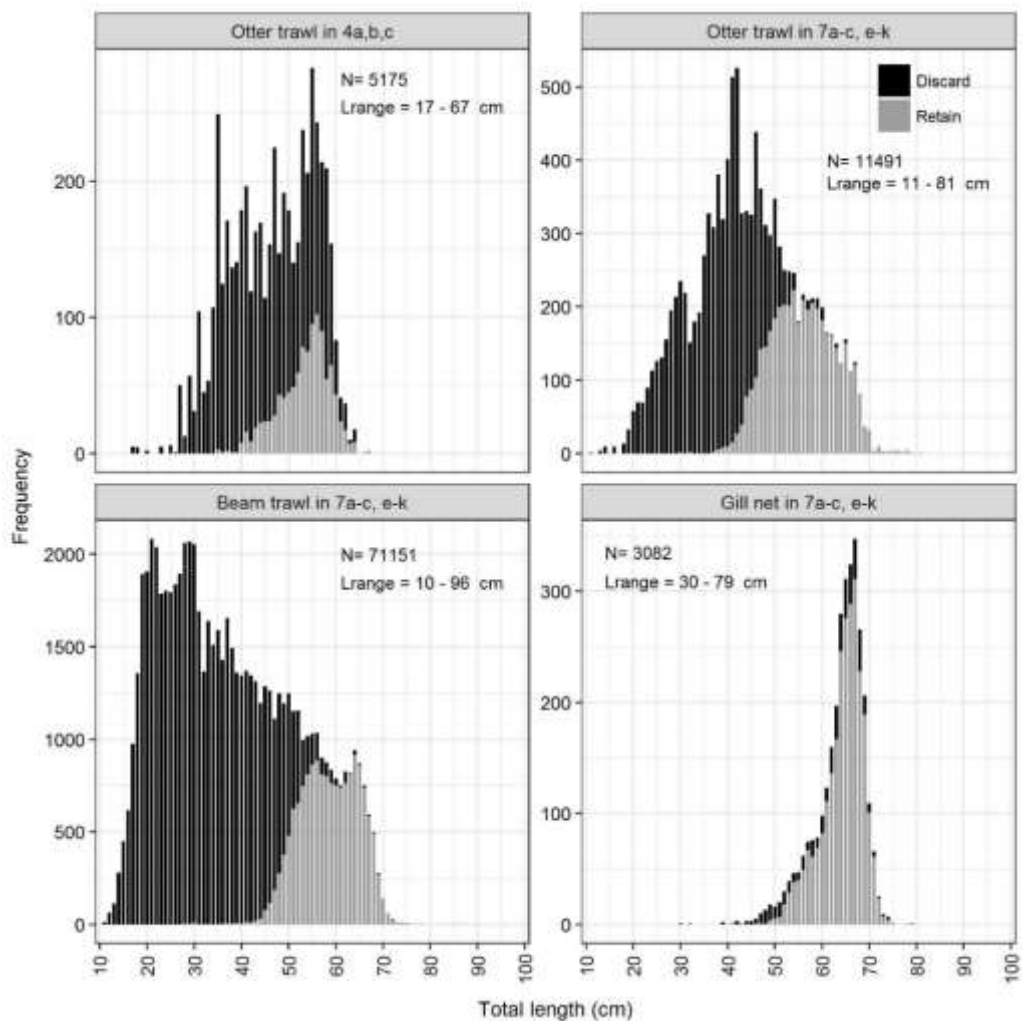 Otter trawl in 4a,b,c
N= 5175
Lrange = 17 - 67 cm
200
100
0
Otter trawl in 7a-c, e-k
Discard
Retain
N= 11491
Lrange = 11 - 81 cm
500
400
300
200
100
0
Frequency
Beam trawl in 7a-c, e-k
N= 71151
Lrange = 10 - 96 cm
2000
1500
1000
500
0
10 20 30 40 50 60 70 80 90 100
Gill net in 7a-c, e-k
N= 3082
Lrange = 30 - 79 cm
300
200
100
0
10 20 30 40 50 60 70 80 90 100
Total length (cm)